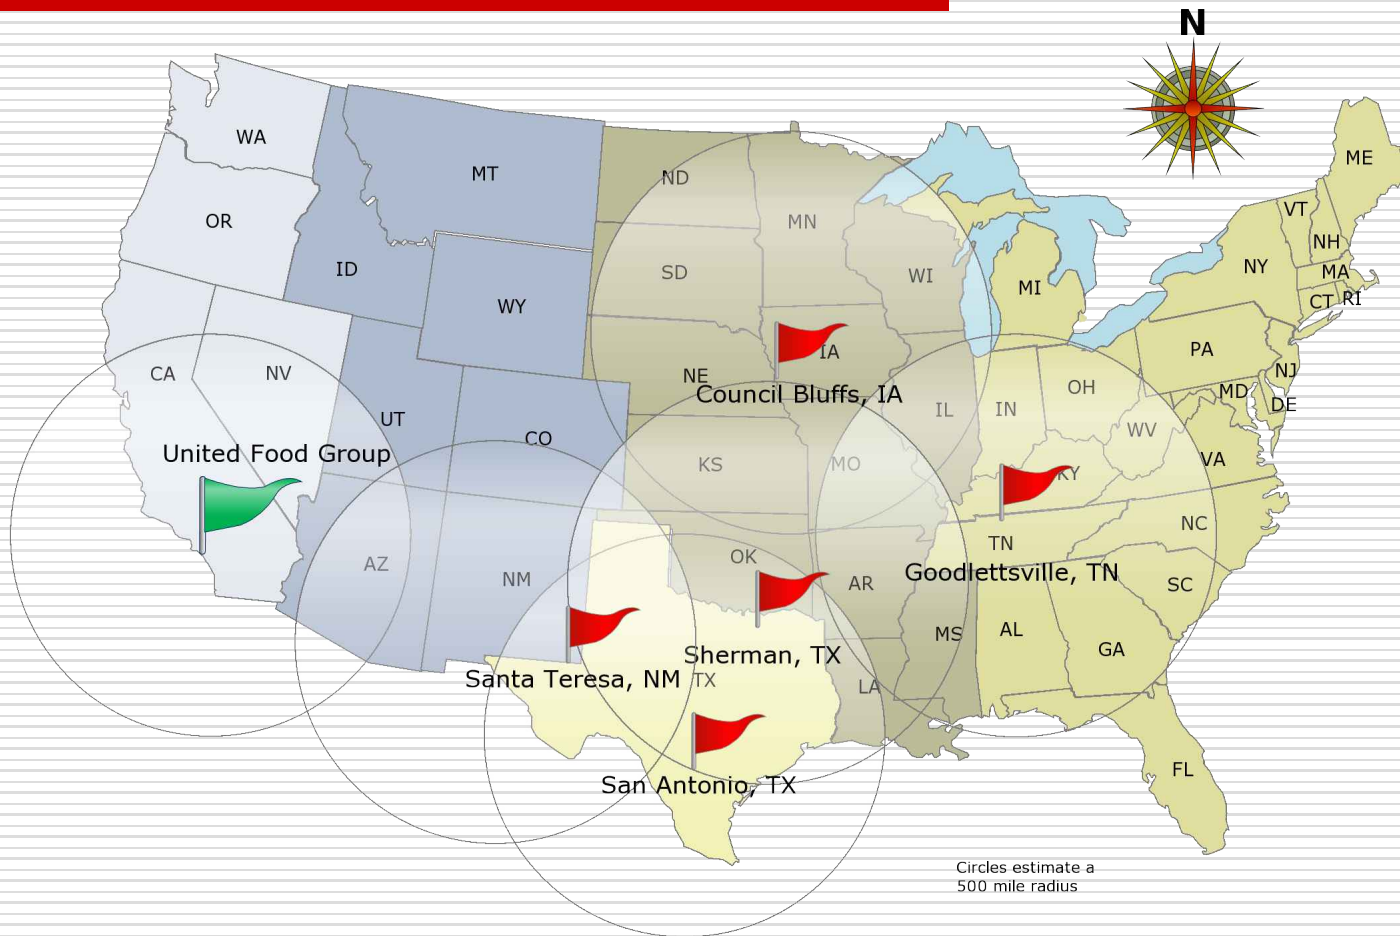 N
WA
MT
ND
ME
OR
MN
VT
NH
ID
SD
WI
NY
MA
WY
MI
CT
RI
IA
PA
CA
NV
NE
NJ
OH
MD
Council Bluffs, IA
DE
UT
IL
IN
WV
CO
United Food Group
KS
MO
VA
KY
NC
TN
OK
AZ
NM
AR
Goodlettsville, TN
SC
MS
AL
GA
Sherman, TX
Santa Teresa, NM
TX
LA
FL
San Antonio, TX
Circles estimate a
500 mile radius